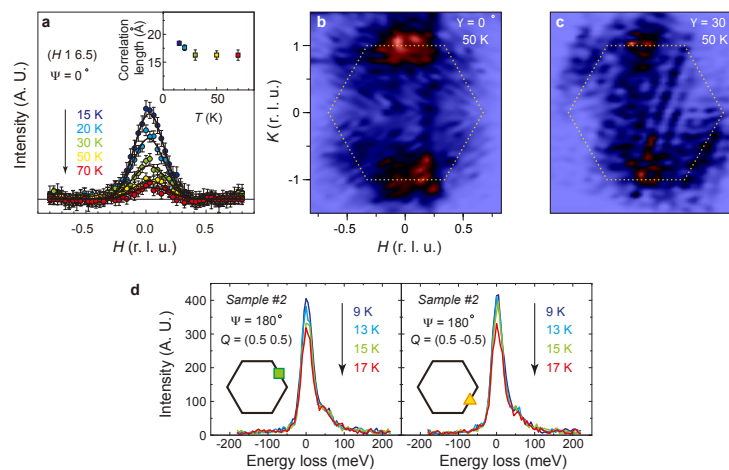 a
(H 1 6.5)
Ψ = 0°
15 K
20 K
30 K
50 K
70 K
Intensity (A. U.)
-0.5
0.0
0.5
H (r. l. u.)
Correlation
length (Å)
20
16
12
0
50
T (K)
b
Y = 0°
50 K
K (r. l. u.)
1
0
-1
-0.5
0.0
0.5
H (r. l. u.)
c
Y = 30
50 K
d
Intensity (A. U.)
400
300
200
100
0
Sample #2
Ψ = 180°
Q = (0.5 0.5)
9 K
13 K
15 K
17 K
-200
-100
0
100
200
Energy loss (meV)
Sample #2
Ψ = 180°
Q = (0.5 -0.5)
9 K
13 K
15 K
17 K
-200
-100
0
100
200
Energy loss (meV)